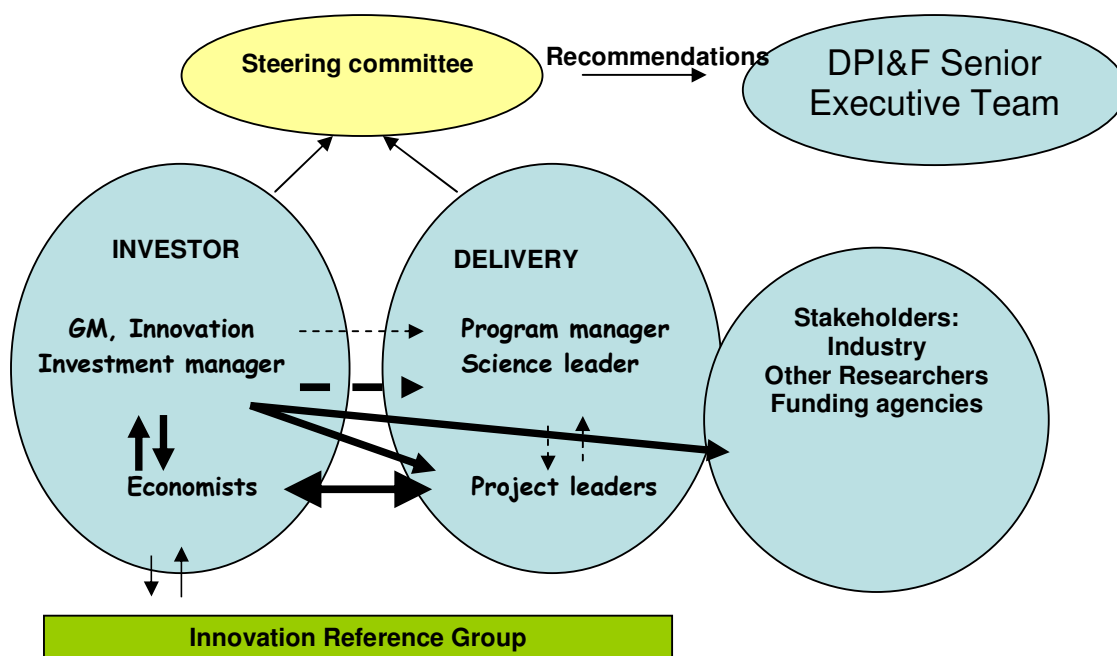 Steering committee
Recommendations
DPI&F Senior
Executive Team
INVESTOR
GM, Innovation
Investment manager
Economists
DELIVERY
Program manager
Science leader
Project leaders
Stakeholders:
Industry
Other Researchers
Funding agencies
Innovation Reference Group